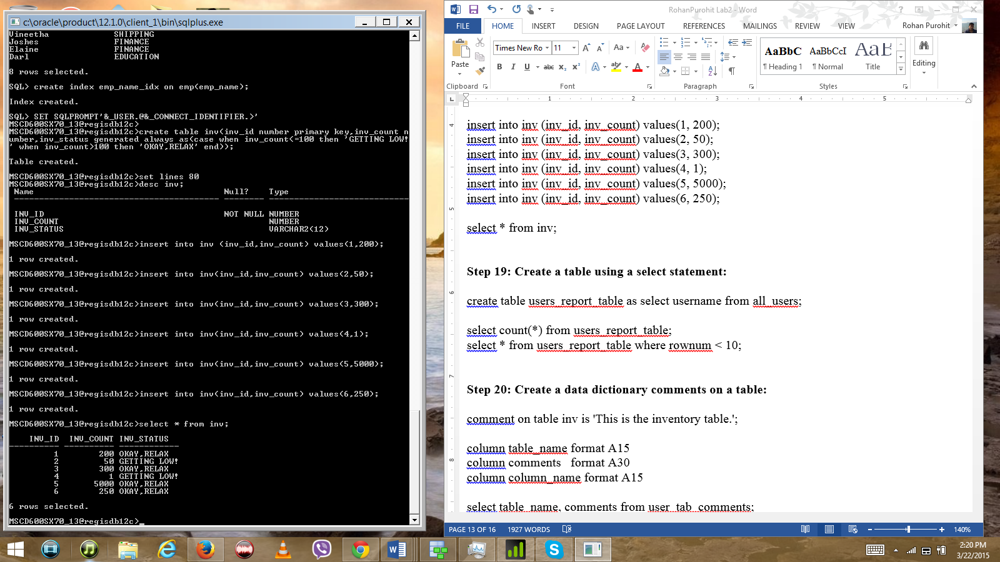 c:\oracle\product\12.1.0\client_1\bin\sqlplus.exe
Vineetha SHIPPING
Joshes FINANCE
Elaine FINANCE
Darl EDUCATION
8 rows selected.
SQL> create index emp_name_idx on emp(emp_name);
Index created.
SQL> SET SQLPROMPT'&_USER.@&_CONNECT_IDENTIFIER.>'
MSCD600SX70_13@regisdb12c>
MSCD600SX70_13@regisdb12c>create table inv(inv_id number primary key,inv_count n
umber,inv_status generated always as(case when inv_count<=100 then 'GETTING LOW!
' when inv_count>100 then 'OKAY,RELAX' end));
Table created.
MSCD600SX70_13@regisdb12c>set lines 80
MSCD600SX70_13@regisdb12c>desc inv;
Name Null? Type
INV_ID NOT NULL NUMBER
INV_COUNT NUMBER
INV_STATUS VARCHAR2(12)
MSCD600SX70_13@regisdb12c>insert into inv (inv_id,inv_count) values(1,200);
1 row created.
MSCD600SX70_13@regisdb12c>insert into inv(inv_id,inv_count) values(2,50);
1 row created.
MSCD600SX70_13@regisdb12c>insert into inv(inv_id,inv_count) values(3,300);
1 row created.
MSCD600SX70_13@regisdb12c>insert into inv(inv_id,inv_count) values(4,1);
1 row created.
MSCD600SX70_13@regisdb12c>insert into inv(inv_id,inv_count) values(5,5000);
1 row created.
MSCD600SX70_13@regisdb12c>insert into inv(inv_id,inv_count) values(6,250);
1 row created.
MSCD600SX70_13@regisdb12c>select * from inv;
INV_ID INV_COUNT INV_STATUS
1 200 OKAY,RELAX
2 50 GETTING LOW!
3 300 OKAY,RELAX
4 1 GETTING LOW!
5 5000 OKAY,RELAX
6 250 OKAY,RELAX
6 rows selected.
MSCD600SX70_13@regisdb12c>_
RohanPurohit Lab2 - Word
FILE HOME INSERT DESIGN PAGE LAYOUT REFERENCES MAILINGS REVIEW VIEW Rohan Purohit
Times New Ro 11
Paste
AaBbC AaBbCcI AaB
¶ Heading 1 ¶ Normal Title
Editing
Clipboard Font Paragraph Styles
1 2 3 4 5
insert into inv (inv_id, inv_count) values(1, 200);
insert into inv (inv_id, inv_count) values(2, 50);
insert into inv (inv_id, inv_count) values(3, 300);
insert into inv (inv_id, inv_count) values(4, 1);
insert into inv (inv_id, inv_count) values(5, 5000);
insert into inv (inv_id, inv_count) values(6, 250);
select * from inv;
Step 19: Create a table using a select statement:
create table users_report_table as select username from all_users;
select count(*) from users_report_table;
select * from users_report_table where rownum < 10;
Step 20: Create a data dictionary comments on a table:
comment on table inv is 'This is the inventory table.';
column table_name format A15
column comments format A30
column column_name format A15
select table_name, comments from user_tab_comments;
PAGE 13 OF 16 1927 WORDS 140%
2:20 PM
3/22/2015